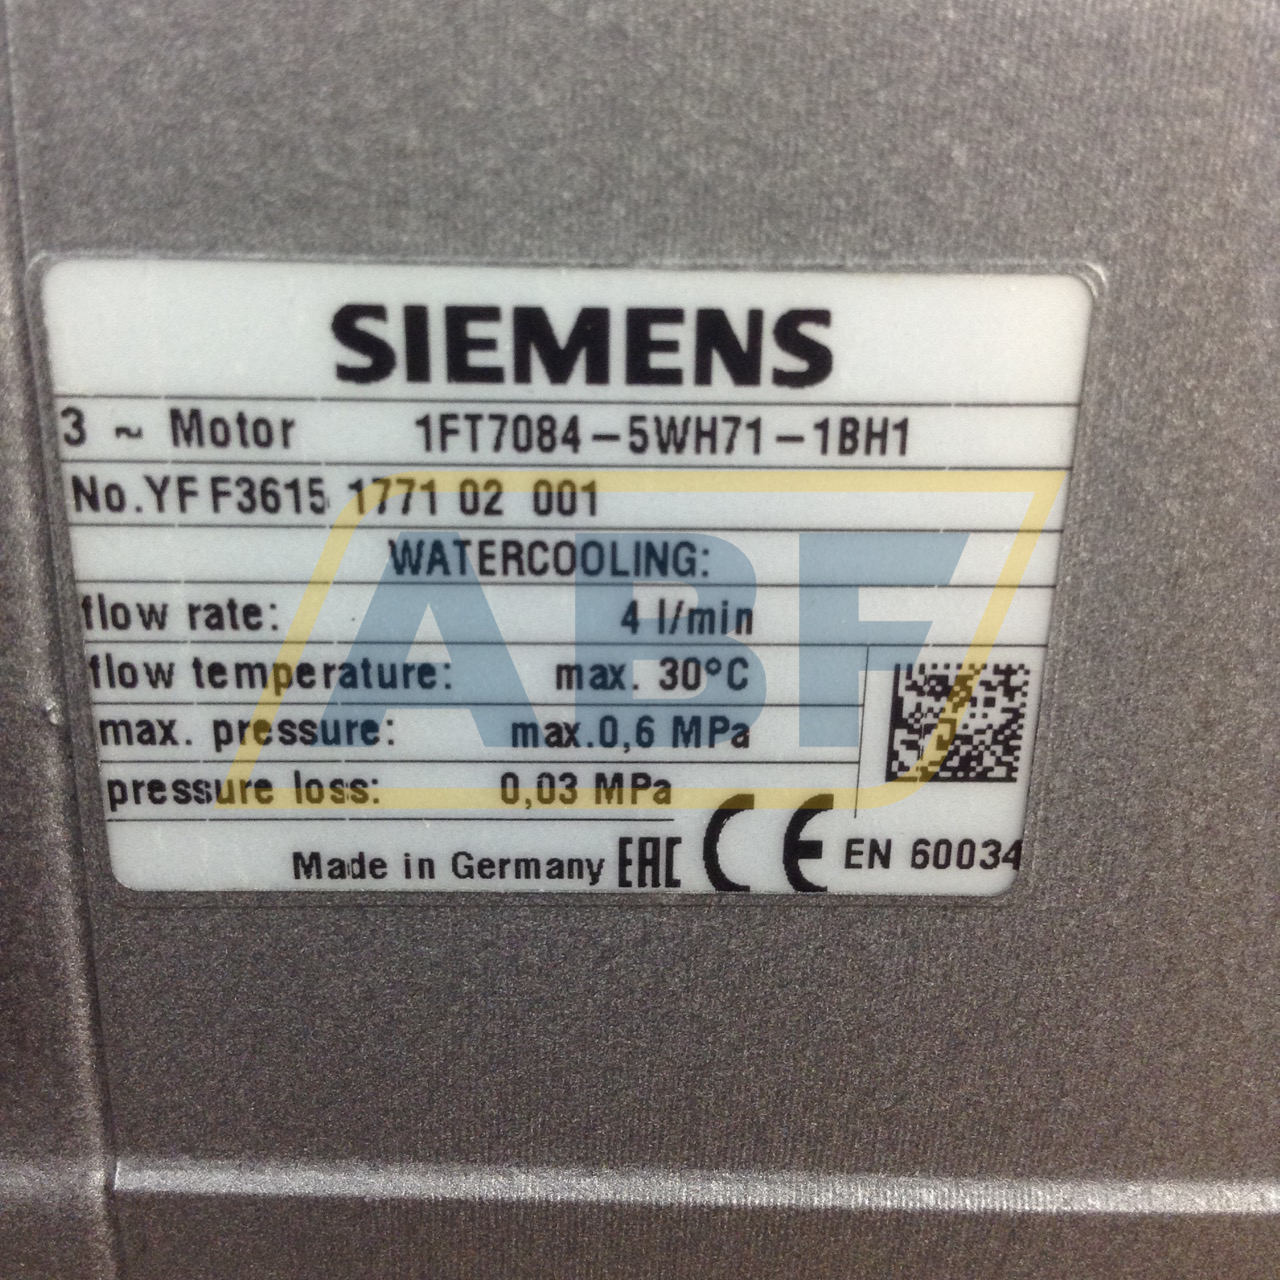 SIEMENS
3 ~ Motor 1FT7084-5WH71-1BH1
No.YF F3615 1771 02 001
WATERCOOLING:
flow rate: 4 l/min
flow temperature: max. 30°C
max. pressure: max.0,6 MPa
pressure loss: 0,03 MPa
Made in Germany EAC CE EN 60034
ABF